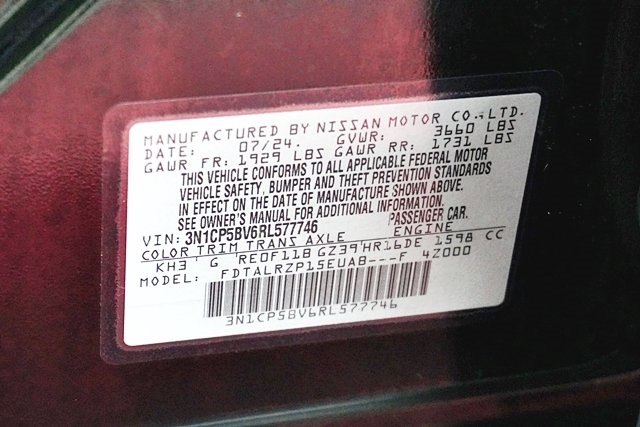 MANUFACTURED BY NISSAN MOTOR CO.,LTD.
DATE: 07/24. GVWR: 3660 LBS
GAWR FR: 1929 LBS GAWR RR: 1731 LBS
THIS VEHICLE CONFORMS TO ALL APPLICABLE FEDERAL MOTOR
VEHICLE SAFETY, BUMPER AND THEFT PREVENTION STANDARDS
IN EFFECT ON THE DATE OF MANUFACTURE SHOWN ABOVE.
SEE OWNER'S MANUAL FOR ADDITIONAL INFORMATION.
VIN: 3N1CP5BV6RL577746 PASSENGER CAR.
COLOR TRIM TRANS AXLE ENGINE
KH3 G RE0F11B GZ39 HR16DE 1598 CC
MODEL: FDTALRZP15EUAB---F 4Z000
3N1CP5BV6RL577746